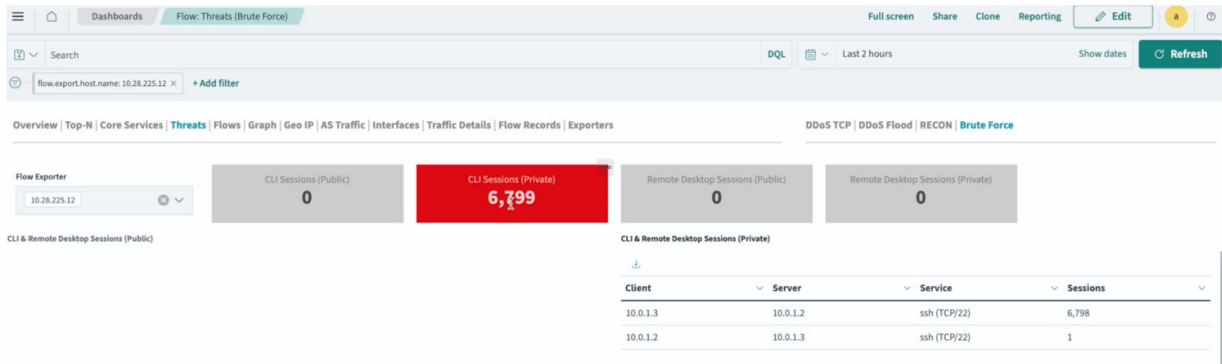 Dashboards Flow: Threats (Brute Force) Full screen Share Clone Reporting Edit a
Search DQL Last 2 hours Show dates Refresh
flow.export.host.name: 10.28.225.12 × + Add filter
Overview | Top-N | Core Services | Threats | Flows | Graph | Geo IP | AS Traffic | Interfaces | Traffic Details | Flow Records | Exporters DDoS TCP | DDoS Flood | RECON | Brute Force
Flow Exporter CLI Sessions (Public) CLI Sessions (Private) Remote Desktop Sessions (Public) Remote Desktop Sessions (Private)
10.28.225.12 0 6,799 0 0
CLI & Remote Desktop Sessions (Public) CLI & Remote Desktop Sessions (Private)
Client Server Service Sessions
10.0.1.3 10.0.1.2 ssh (TCP/22) 6,798
10.0.1.2 10.0.1.3 ssh (TCP/22) 1